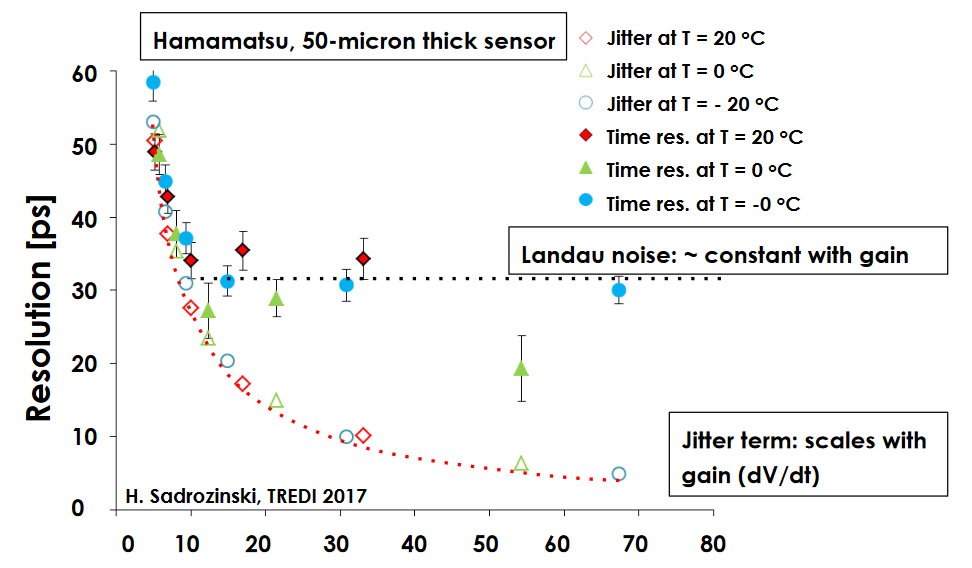 Hamamatsu, 50-micron thick sensor
Jitter at T = 20 °C
Jitter at T = 0 °C
Jitter at T = - 20 °C
Time res. at T = 20 °C
Time res. at T = 0 °C
Time res. at T = -0 °C
Landau noise: ~ constant with gain
Jitter term: scales with
gain (dV/dt)
H. Sadrozinski, TREDI 2017
Resolution [ps]
60
50
40
30
20
10
0
0 10 20 30 40 50 60 70 80